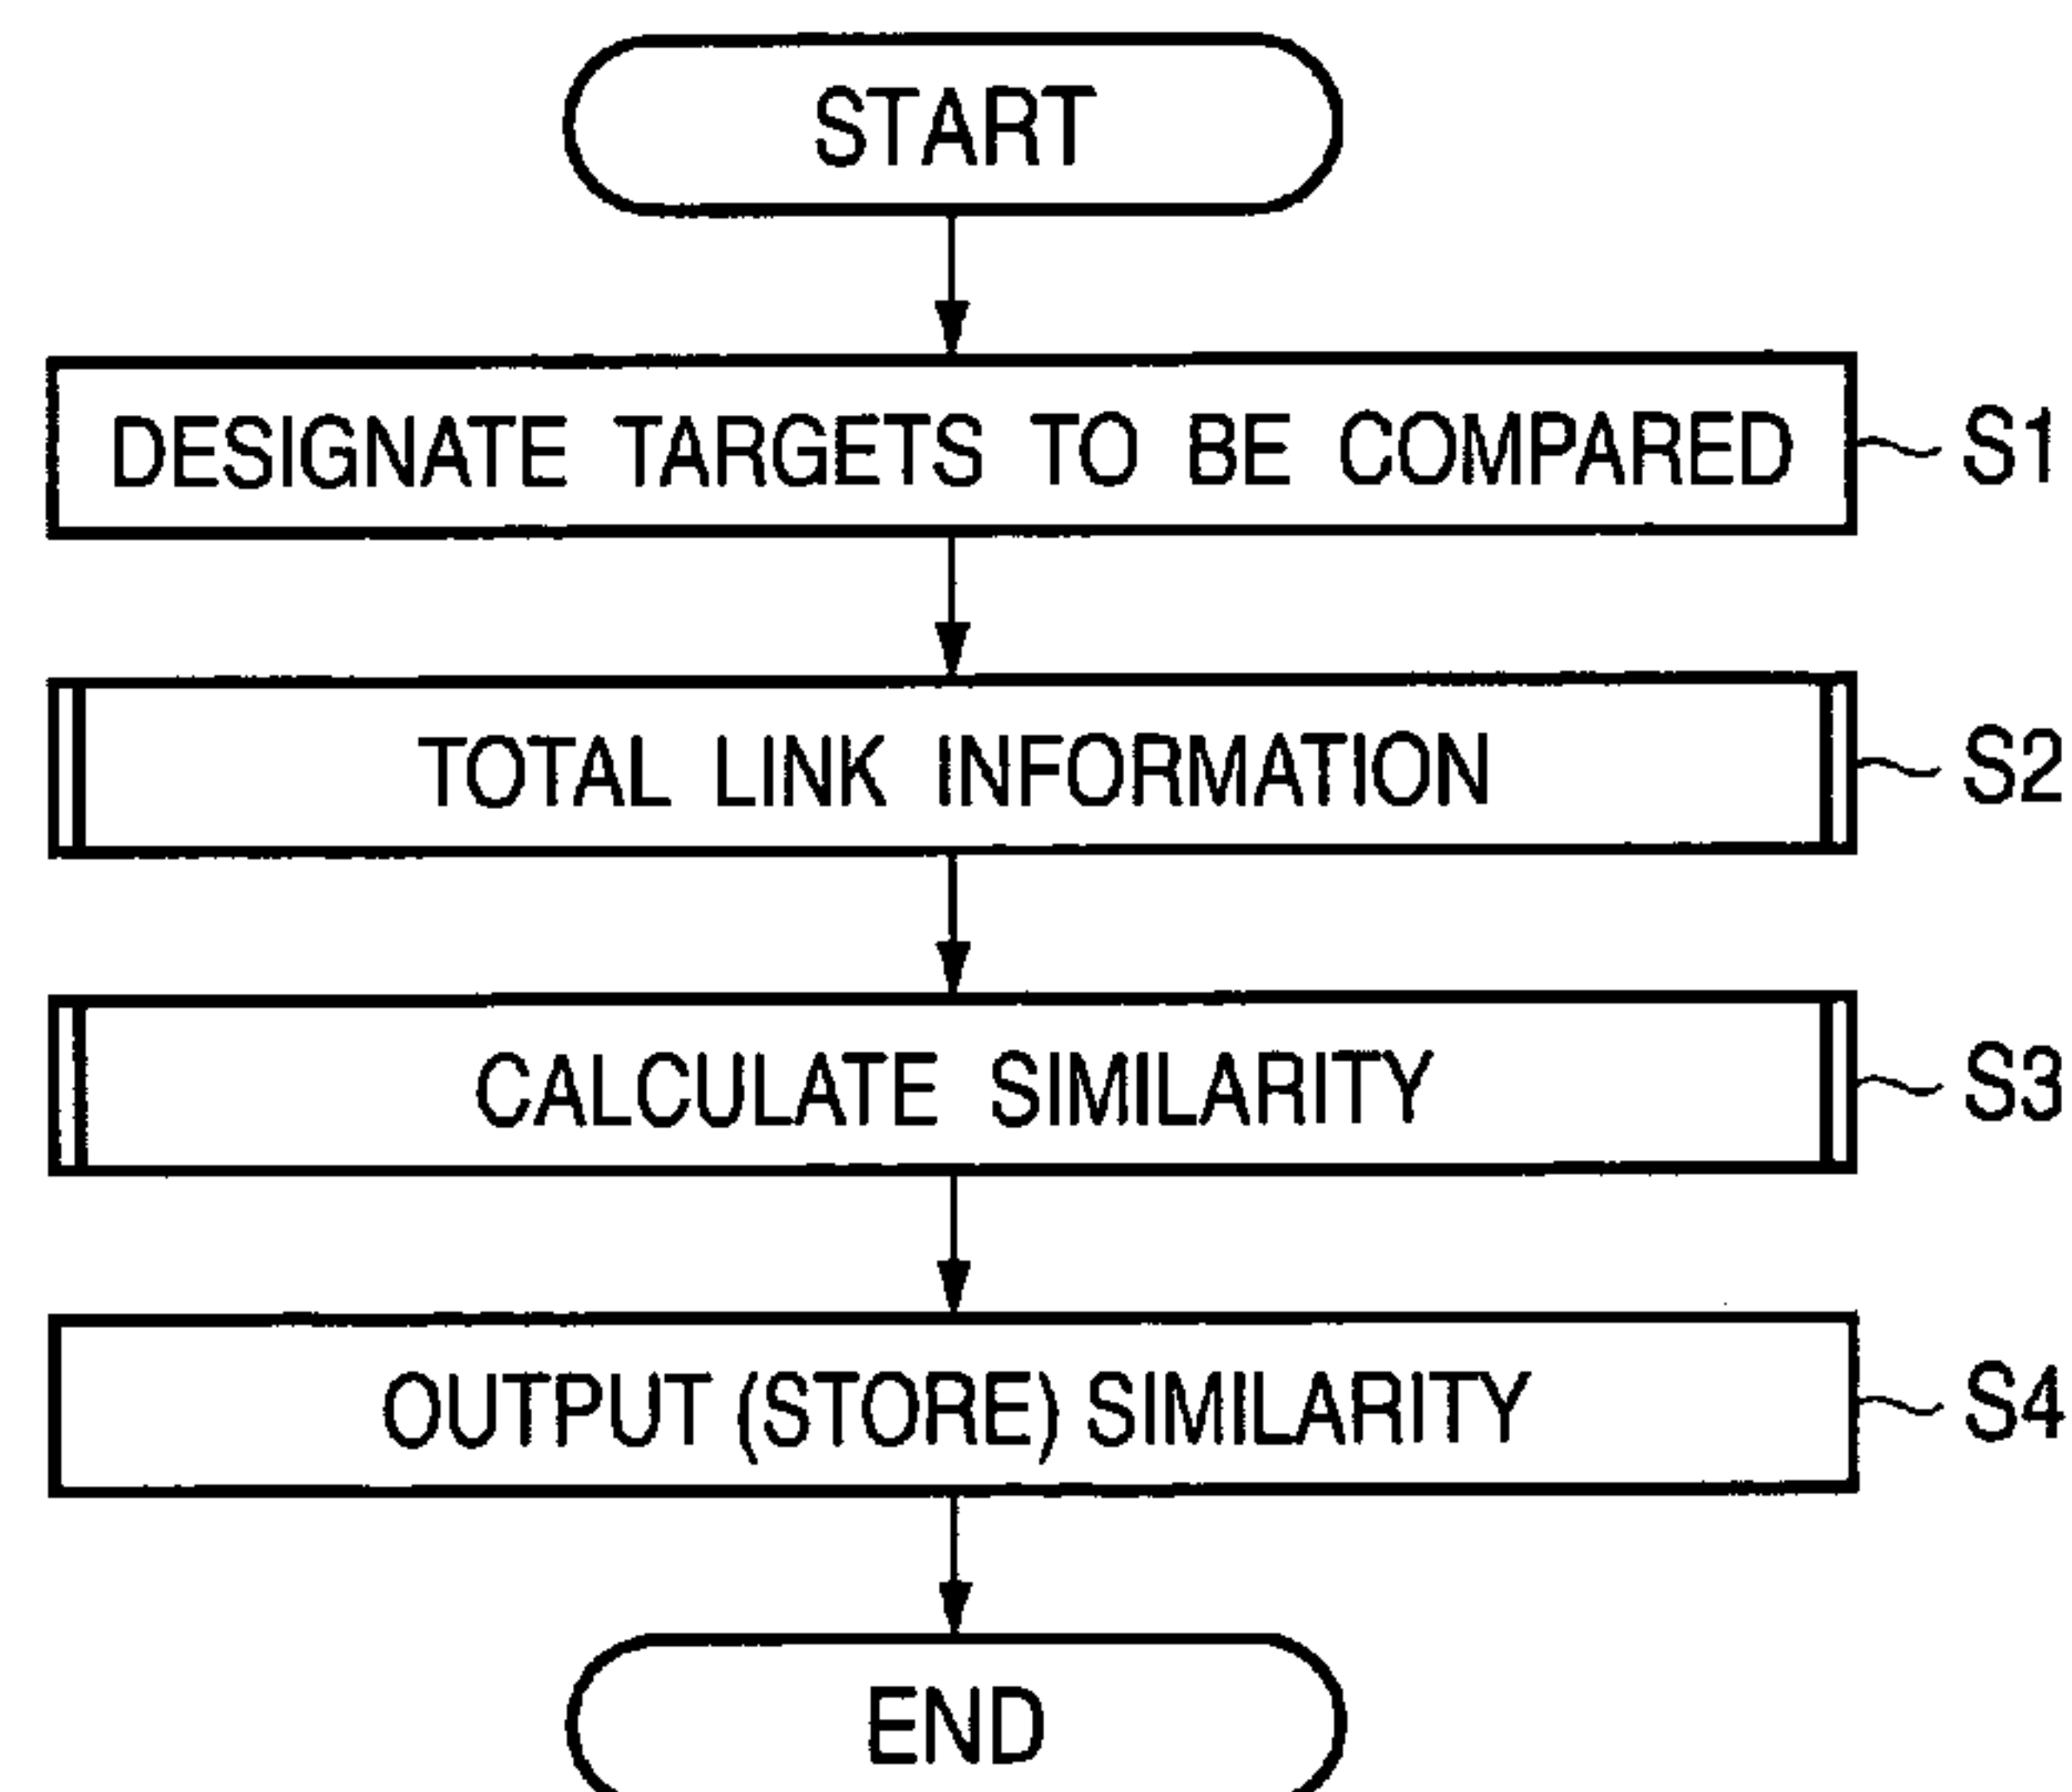 START
DESIGNATE TARGETS TO BE COMPARED S1
TOTAL LINK INFORMATION S2
CALCULATE SIMILARITY S3
OUTPUT (STORE) SIMILARITY S4
END